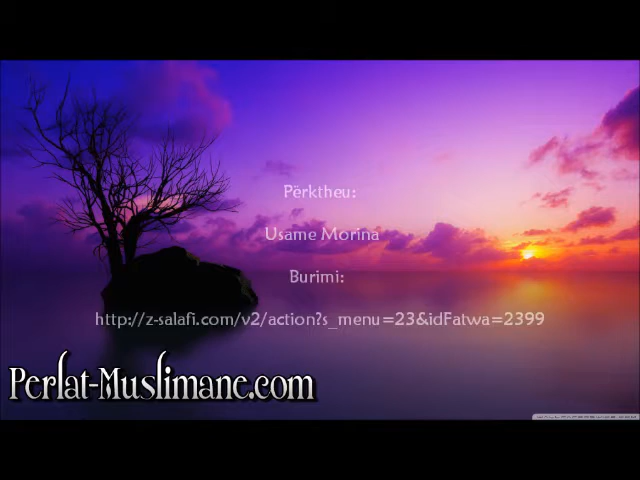 Përktheu:
Usame Morina
Burimi:
http://z-salafi.com/v2/action?s_menu=23&idFatwa=2399
Perlat-Muslimane.com